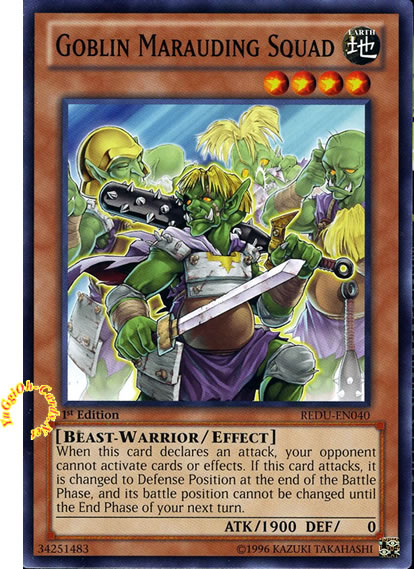 Goblin Marauding Squad
EARTH
地
YuGgiOh-Cards.Net
1st Edition
REDU-EN040
[Beast-Warrior/Effect]
When this card declares an attack, your opponent
cannot activate cards or effects. If this card attacks, it
is changed to Defense Position at the end of the Battle
Phase, and its battle position cannot be changed until
the End Phase of your next turn.
ATK/1900 DEF/ 0
34251483
©1996 KAZUKI TAKAHASHI